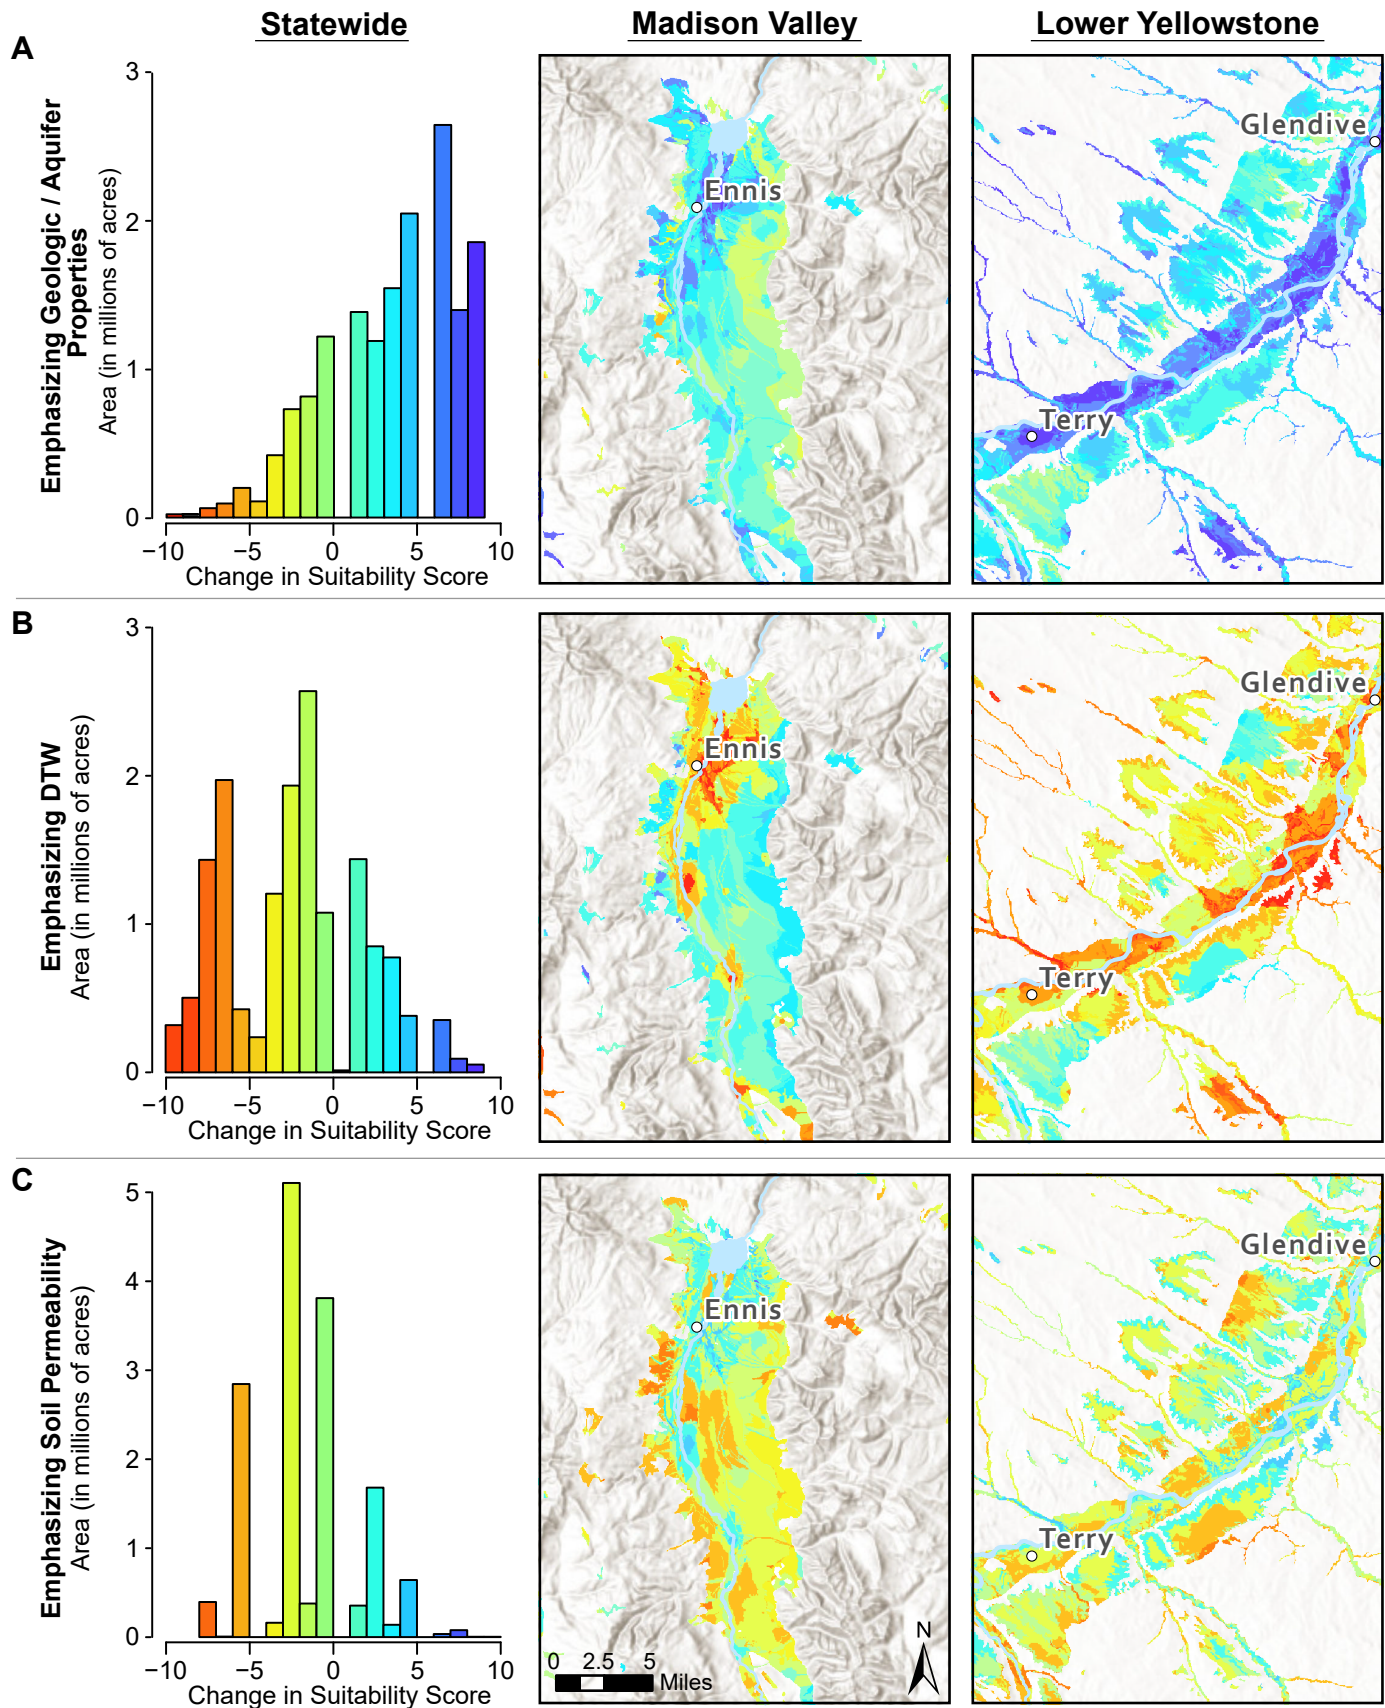 Statewide
Madison Valley
Lower Yellowstone
A
Emphasizing Geologic / Aquifer
Properties
Area (in millions of acres)
3
2
1
0
−10
−5
0
5
10
Change in Suitability Score
Ennis
Glendive
Terry
B
Emphasizing DTW
Area (in millions of acres)
3
2
1
0
−10
−5
0
5
10
Change in Suitability Score
Ennis
Glendive
Terry
C
Emphasizing Soil Permeability
Area (in millions of acres)
5
4
3
2
1
0
−10
−5
0
5
10
Change in Suitability Score
Ennis
0 2.5 5
Miles
N
Glendive
Terry